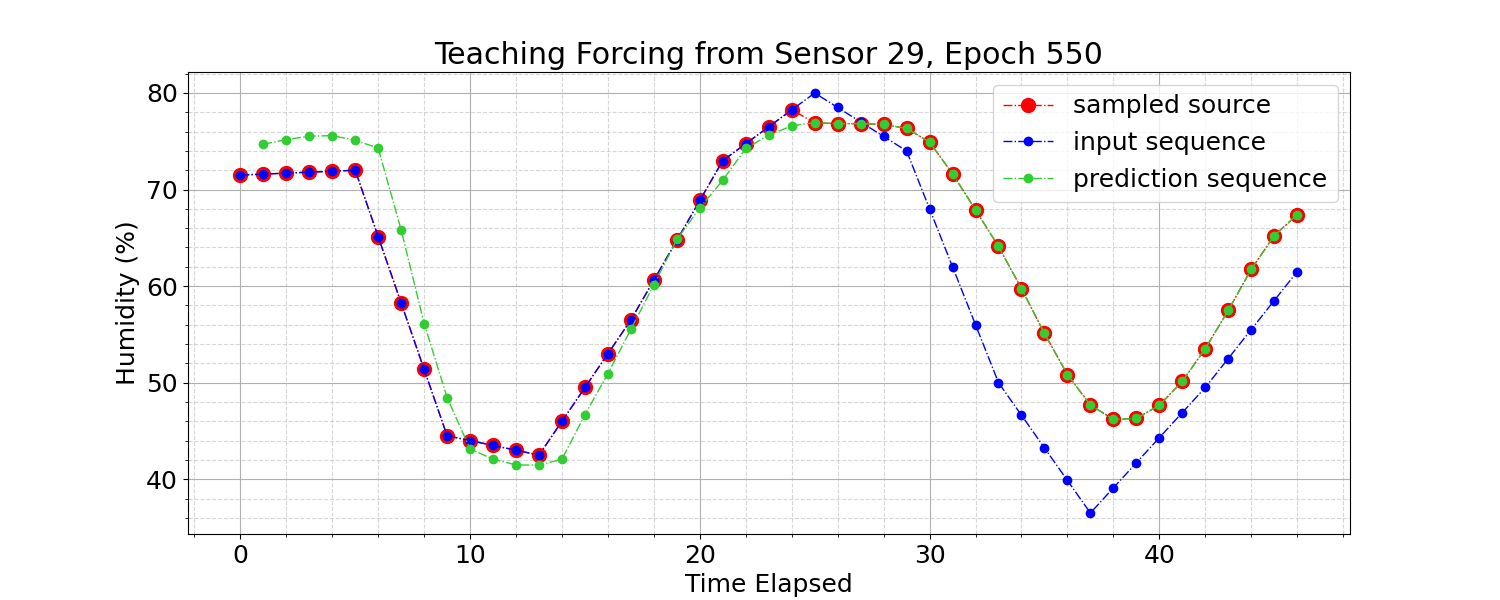 Teaching Forcing from Sensor 29, Epoch 550
80
70
60
50
40
Humidity (%)
sampled source
input sequence
prediction sequence
0 10 20 30 40
Time Elapsed